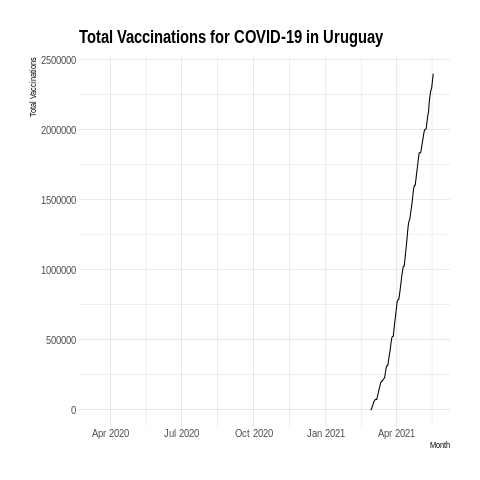 Total Vaccinations for COVID-19 in Uruguay
Total Vaccinations
2500000
2000000
1500000
1000000
500000
0
Apr 2020 Jul 2020 Oct 2020 Jan 2021 Apr 2021
Month